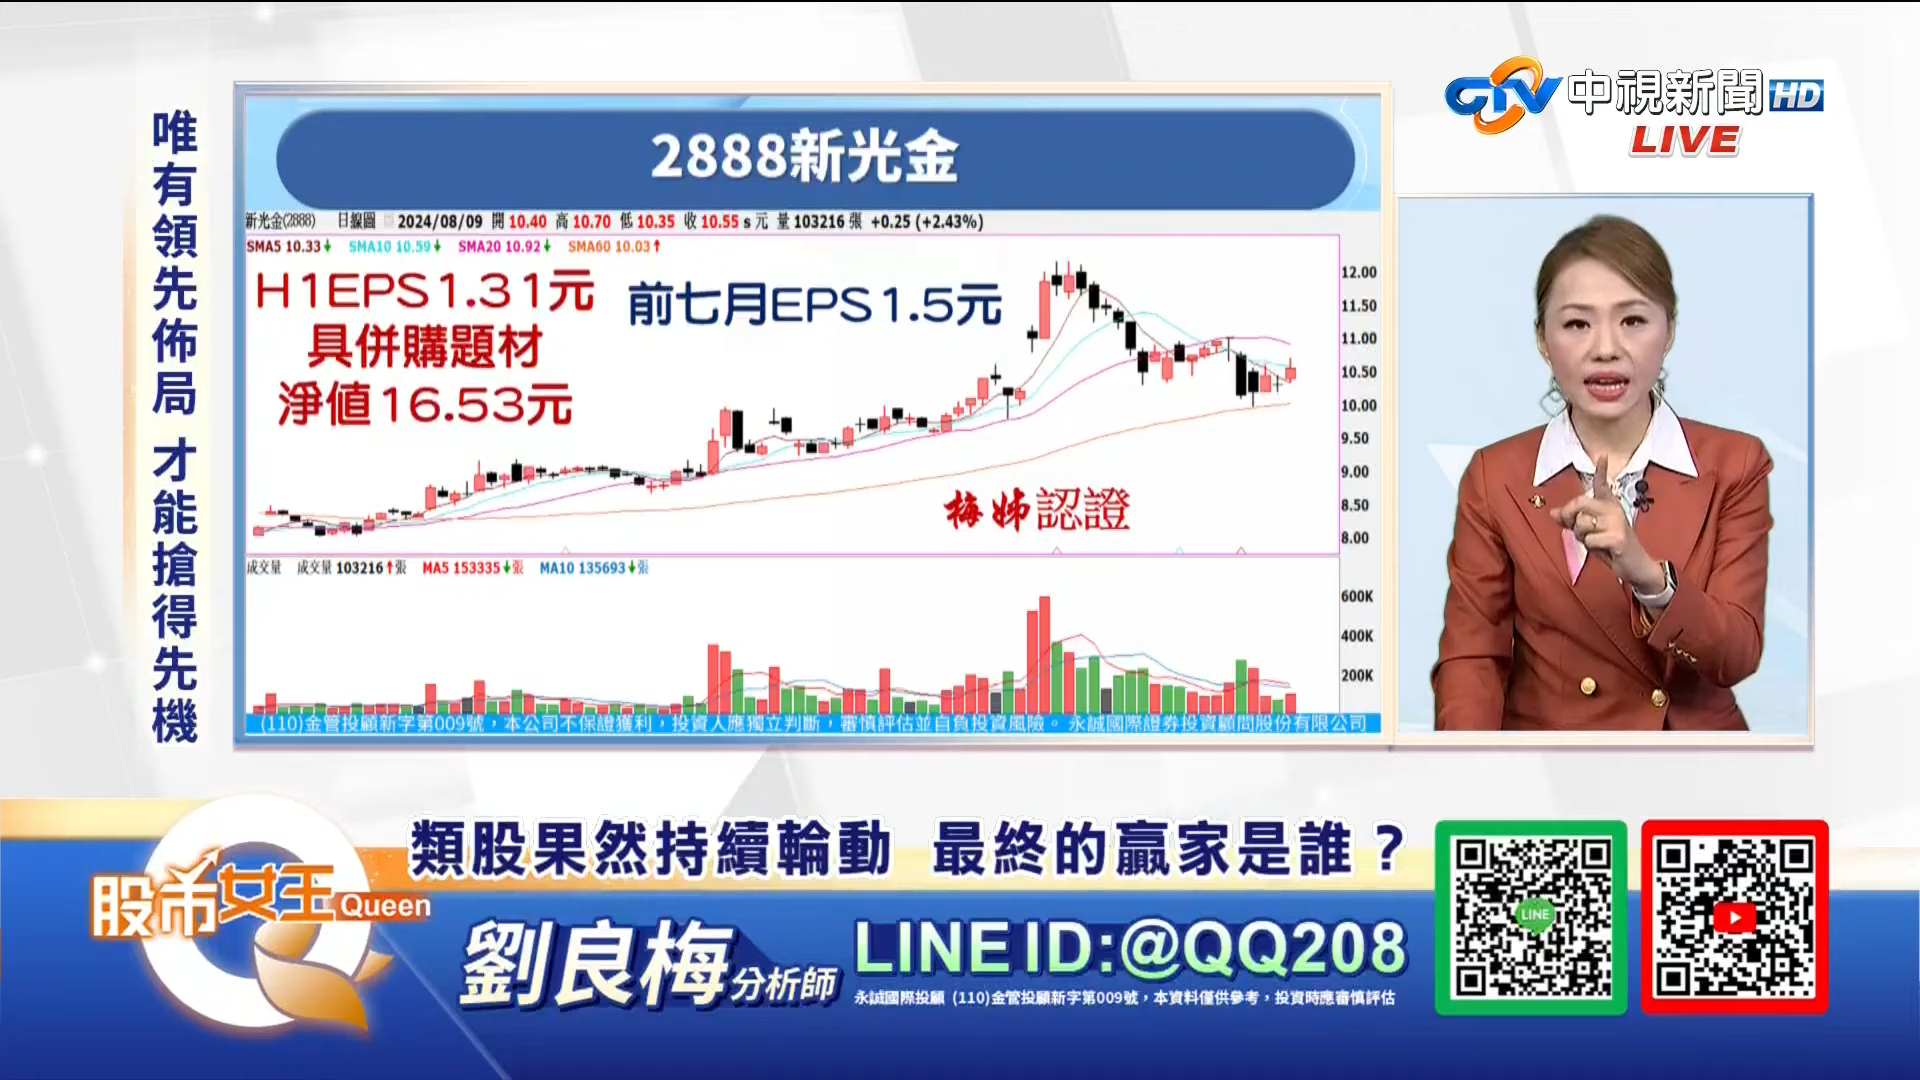 唯有領先佈局 才能搶得先機
CTV中視新聞HD
LIVE
2888新光金
新光金(2888) 日線圖 2024/08/09 開 10.40 高 10.70 低 10.35 收 10.55 s 元 量 103216 張 +0.25 (+2.43%)
SMA5 10.33↓ SMA10 10.59↓ SMA20 10.92↓ SMA60 10.03↑
H1EPS1.31元
具併購題材
淨值16.53元
前七月EPS1.5元
梅姊認證
12.00
11.50
11.00
10.50
10.00
9.50
9.00
8.50
8.00
成交量 成交量 103216↑張 MA5 153335↓張 MA10 135693↓張
600K
400K
200K
(110)金管投顧新字第009號，本公司不保證獲利，投資人應獨立判斷，審慎評估並自負投資風險。 永誠國際證券投資顧問股份有限公司
類股果然持續輪動 最終的贏家是誰？
股市女王Queen
劉良梅分析師
LINE ID:@QQ208
永誠國際投顧 (110)金管投顧新字第009號，本資料僅供參考，投資時應審慎評估
LINE